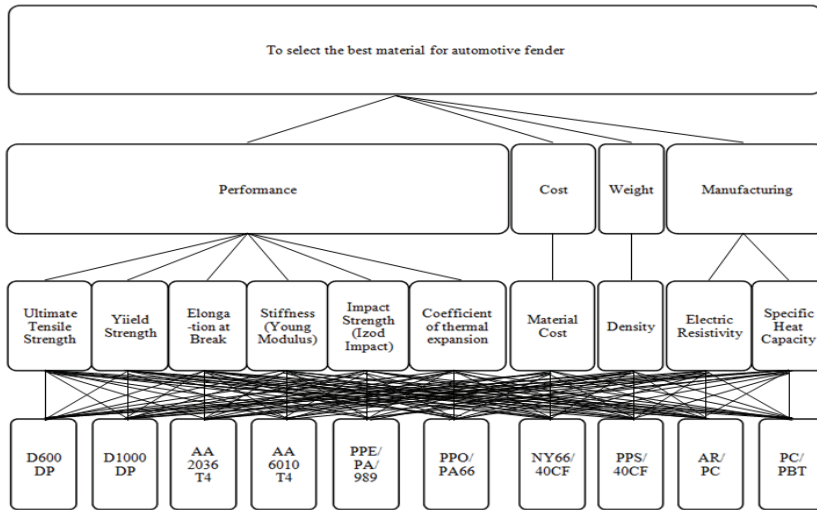 To select the best material for automotive fender
Performance
Cost
Weight
Manufacturing
Ultimate
Tensile
Strength
Yiield
Strength
Elonga
-tion at
Break
Stiffness
(Young
Modulus)
Impact
Strength
(Izod
Impact)
Coefficient
of thermal
expansion
Material
Cost
Density
Electric
Resistivity
Specific
Heat
Capacity
D600
DP
D1000
DP
AA
2036
T4
AA
6010
T4
PPE/
PA/
989
PPO/
PA66
NY66/
40CF
PPS/
40CF
AR/
PC
PC/
PBT